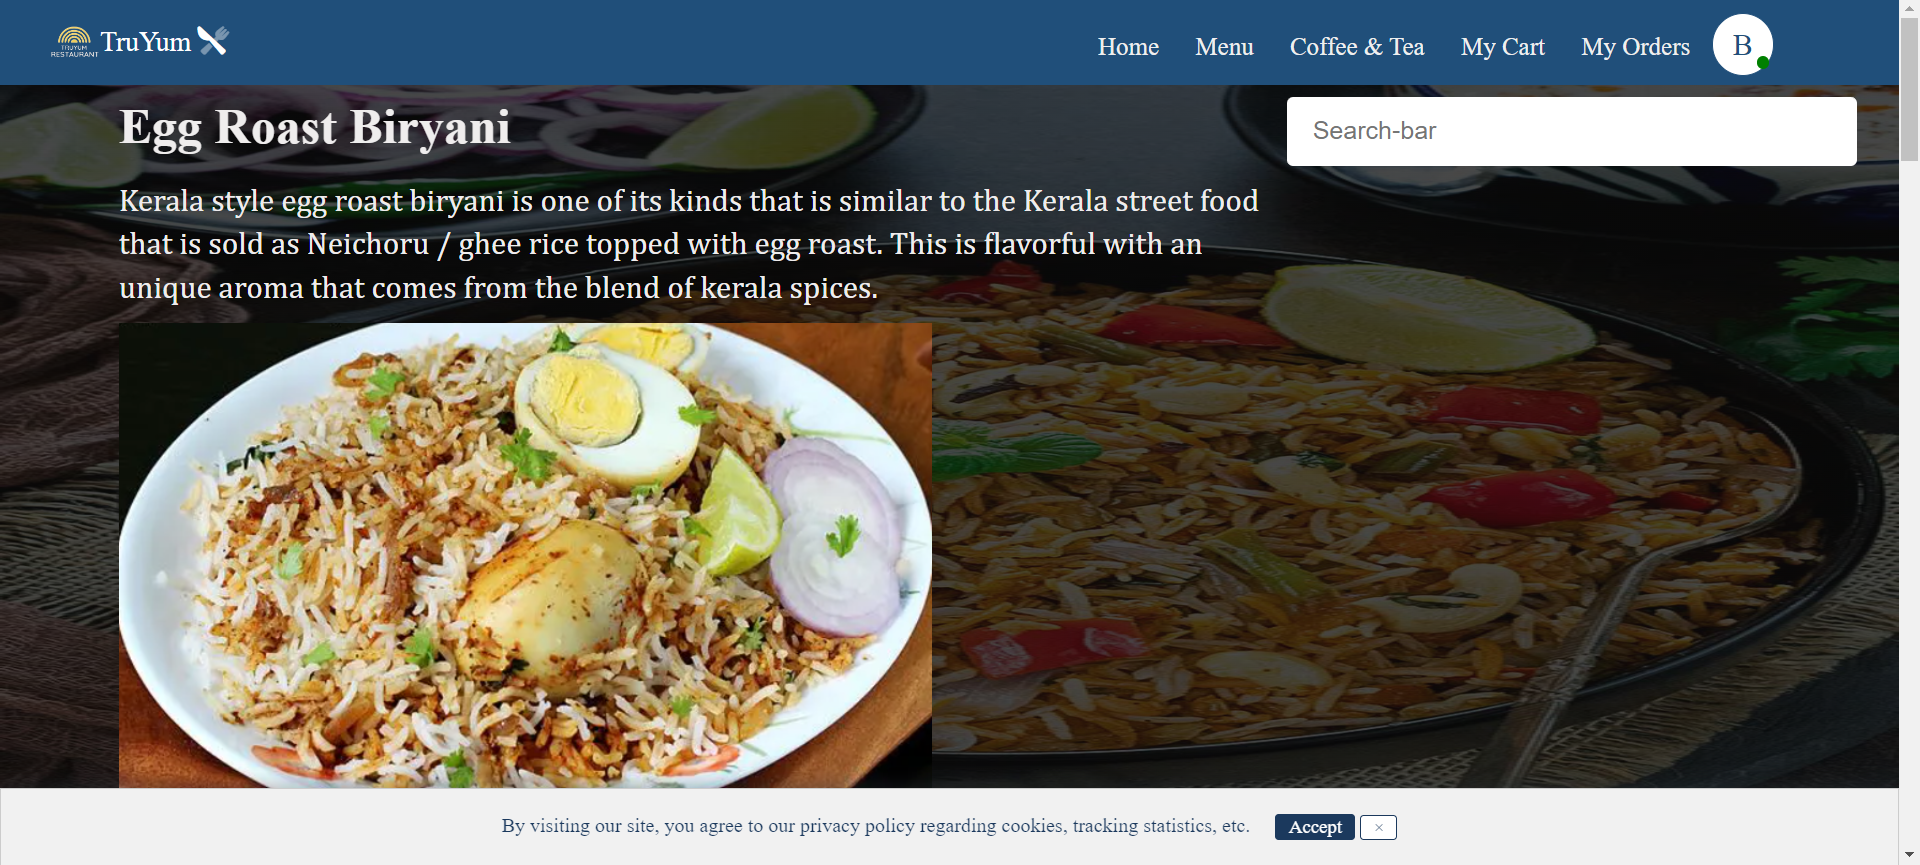 TRUYUM
RESTAURANT
TruYum
Home
Menu
Coffee & Tea
My Cart
My Orders
B
Egg Roast Biryani
Search-bar
Kerala style egg roast biryani is one of its kinds that is similar to the Kerala street food
that is sold as Neichoru / ghee rice topped with egg roast. This is flavorful with an
unique aroma that comes from the blend of kerala spices.
By visiting our site, you agree to our privacy policy regarding cookies, tracking statistics, etc.
Accept
×